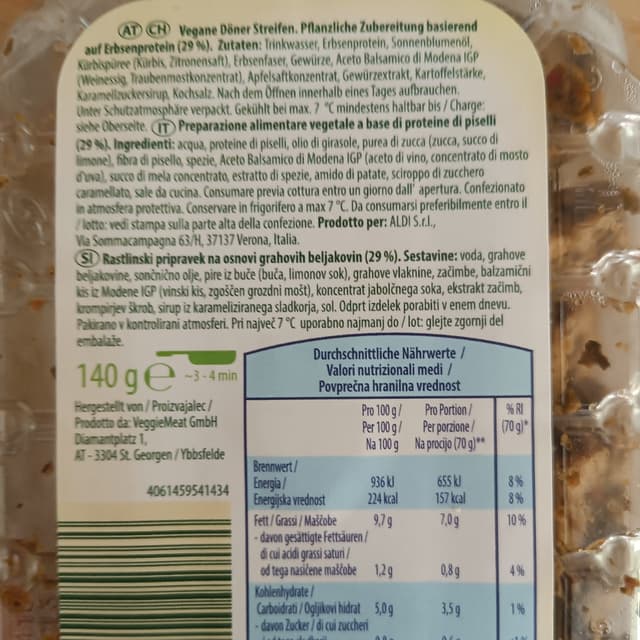 AT CH Vegane Döner Streifen. Pflanzliche Zubereitung basierend
auf Erbsenprotein (29 %). Zutaten: Trinkwasser, Erbsenprotein, Sonnenblumenöl,
Kürbispüree (Kürbis, Zitronensaft), Erbsenfaser, Gewürze, Aceto Balsamico di Modena IGP
(Weinessig, Traubenmostkonzentrat), Apfelsaftkonzentrat, Gewürzextrakt, Kartoffelstärke,
Karamellzuckersirup, Kochsalz. Nach dem Öffnen innerhalb eines Tages aufbrauchen.
Unter Schutzatmosphäre verpackt. Gekühlt bei max. 7 °C mindestens haltbar bis / Charge:
siehe Oberseite. IT Preparazione alimentare vegetale a base di proteine di piselli
(29 %). Ingredienti: acqua, proteine di piselli, olio di girasole, purea di zucca (zucca, succo di
limone), fibra di pisello, spezie, Aceto Balsamico di Modena IGP (aceto di vino, concentrato di mosto
d'uva), succo di mela concentrato, estratto di spezie, amido di patate, sciroppo di zucchero
caramellato, sale da cucina. Consumare previa cottura entro un giorno dall' apertura. Confezionato
in atmosfera protettiva. Conservare in frigorifero a max 7 °C. Da consumarsi preferibilmente entro il
/ lotto: vedi stampa sulla parte alta della confezione. Prodotto per: ALDI S.r.l.,
Via Sommacampagna 63/H, 37137 Verona, Italia.
SI Rastlinski pripravek na osnovi grahovih beljakovin (29 %). Sestavine: voda, grahove
beljakovine, sončnično olje, pire iz buče (buča, limonov sok), grahove vlaknine, začimbe, balzamični
kis iz Modene IGP (vinski kis, zgoščen grozdni mošt), koncentrat jabolčnega soka, ekstrakt začimb,
krompirjev škrob, sirup iz karameliziranega sladkorja, sol. Odprt izdelek porabiti v enem dnevu.
Pakirano v kontrolirani atmosferi. Pri največ 7 °C uporabno najmanj do / lot: glejte zgornji del
embalaže.
140 g e ~3 - 4 min
Hergestellt von / Proizvajalec /
Prodotto da: VeggieMeat GmbH
Diamantplatz 1,
AT - 3304 St. Georgen / Ybbsfelde
4061459541434
Durchschnittliche Nährwerte /
Valori nutrizionali medi /
Povprečna hranilna vrednost
Pro 100 g / Pro Portion / % RI
Per 100 g / Per porzione / (70 g)*
Na 100 g Na procijo (70 g)**
Brennwert /
Energia / 936 kJ 655 kJ 8 %
Energijska vrednost 224 kcal 157 kcal 8 %
Fett / Grassi / Maščobe 9,7 g 7,0 g 10 %
- davon gesättigte Fettsäuren /
di cui acidi grassi saturi /
od tega nasičene maščobe 1,2 g 0,8 g 4 %
Kohlenhydrate /
Carboidrati / Ogljikovi hidrati 5,0 g 3,5 g 1 %
- davon Zucker / di cui zuccheri